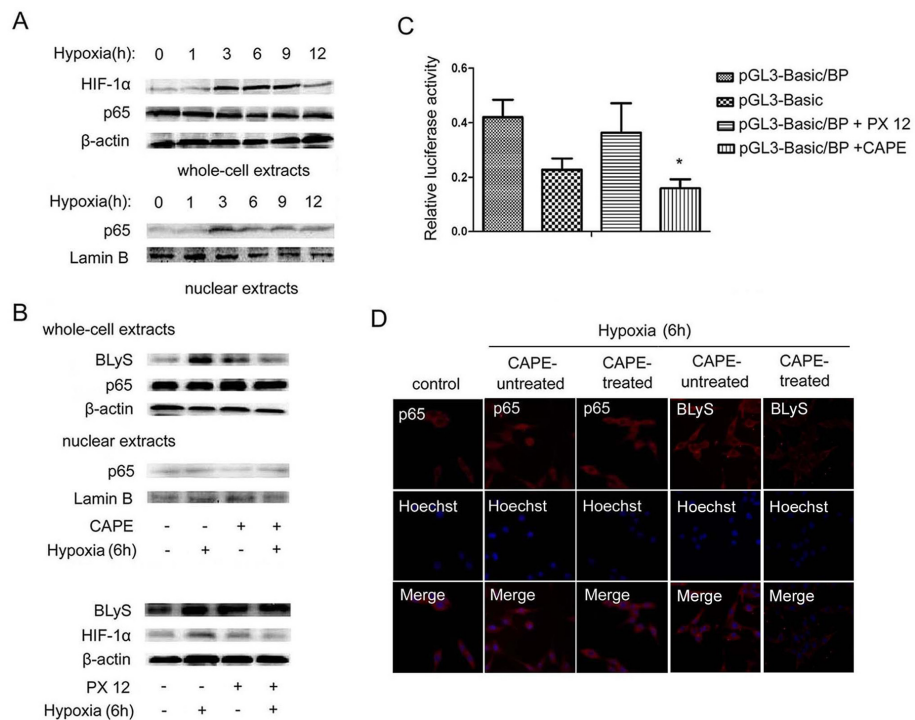 A
Hypoxia(h): 0 1 3 6 9 12
HIF-1α
p65
β-actin
whole-cell extracts
Hypoxia(h): 0 1 3 6 9 12
p65
Lamin B
nuclear extracts
B
whole-cell extracts
BLyS
p65
β-actin
nuclear extracts
p65
Lamin B
CAPE - - + +
Hypoxia (6h) - + - +
BLyS
HIF-1α
β-actin
PX 12 - - + +
Hypoxia (6h) - + - +
C
Relative luciferase activity
0.6
0.4
0.2
0.0
*
pGL3-Basic/BP
pGL3-Basic
pGL3-Basic/BP + PX 12
pGL3-Basic/BP +CAPE
D
Hypoxia (6h)
control
CAPE-untreated
CAPE-treated
CAPE-untreated
CAPE-treated
p65 p65 p65 BLyS BLyS
Hoechst Hoechst Hoechst Hoechst Hoechst
Merge Merge Merge Merge Merge